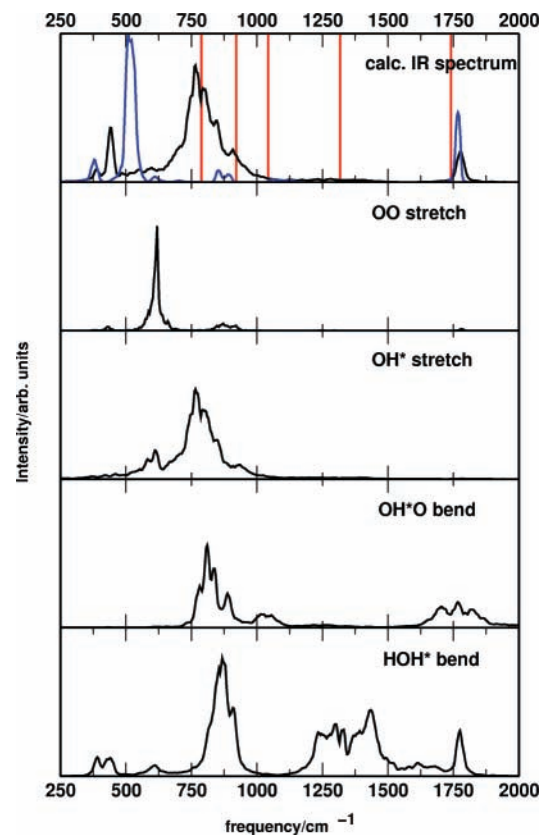 250 500 750 1000 1250 1500 1750 2000
calc. IR spectrum
OO stretch
OH* stretch
OH*O bend
HOH* bend
Intensity/arb. units
250 500 750 1000 1250 1500 1750 2000
frequency/cm⁻¹